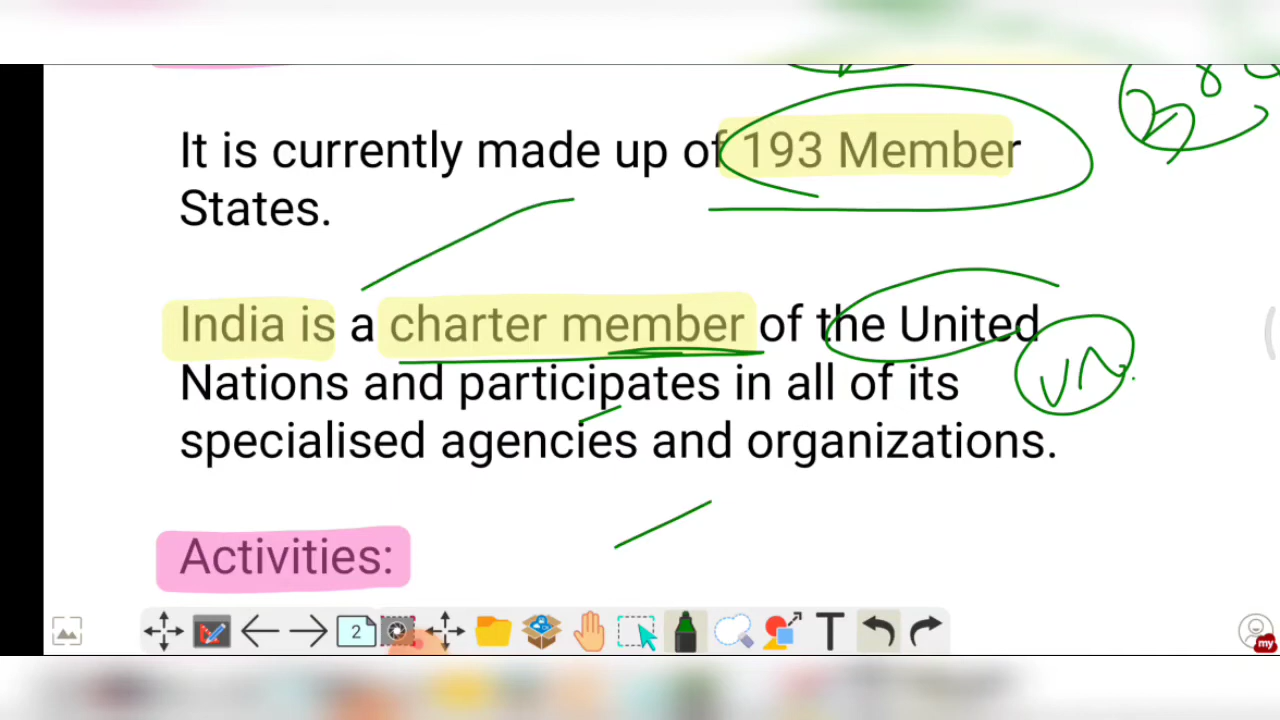 It is currently made up of 193 Member
States.
India is a charter member of the United
Nations and participates in all of its
UN
specialised agencies and organizations.
Activities:
2
my